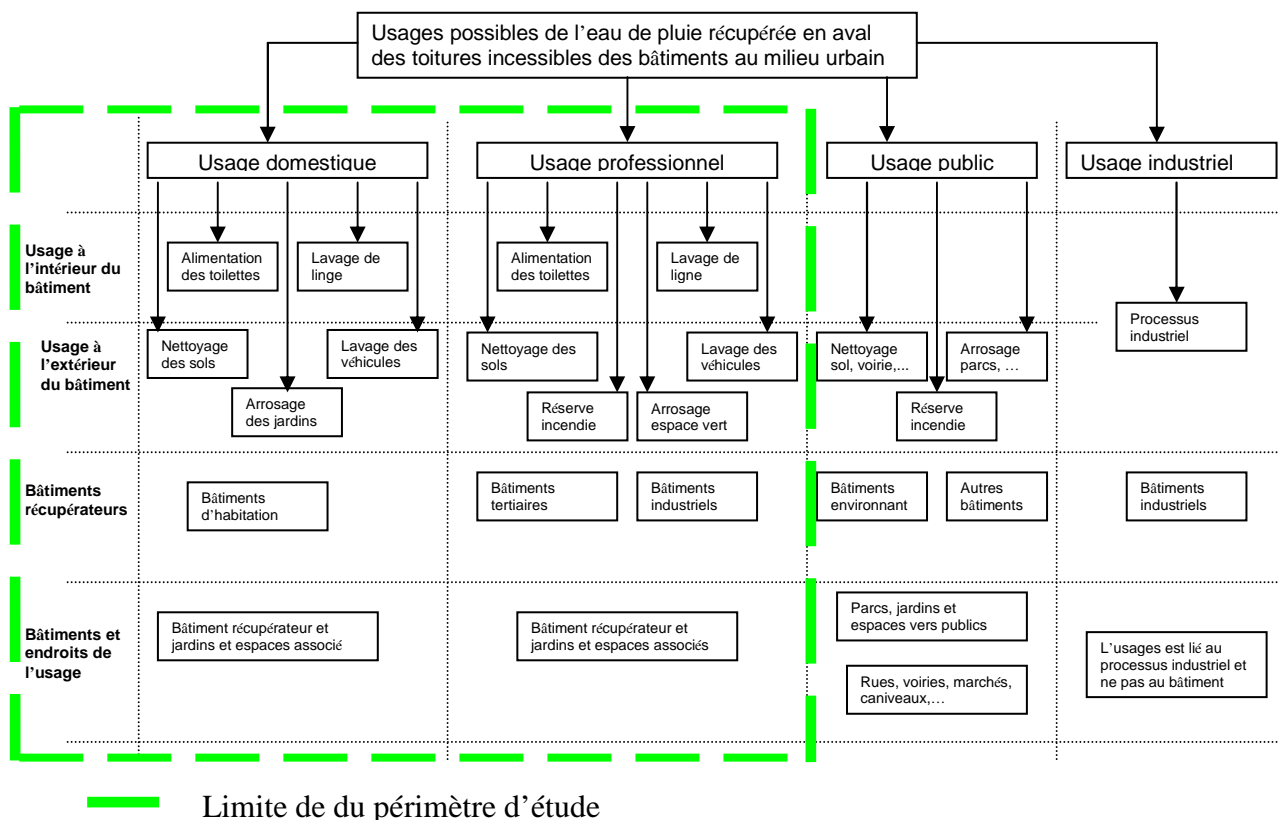 Usages possibles de l’eau de pluie récupérée en aval
des toitures incessibles des bâtiments au milieu urbain
Usage domestique
Usage professionnel
Usage public
Usage industriel
Usage à
l’intérieur du
bâtiment
Alimentation
des toilettes
Lavage de
linge
Alimentation
des toilettes
Lavage de
ligne
Usage à
l’extérieur
du bâtiment
Nettoyage
des sols
Lavage des
véhicules
Arrosage
des jardins
Nettoyage des
sols
Lavage des
véhicules
Réserve
incendie
Arrosage
espace vert
Nettoyage
sol, voirie,...
Arrosage
parcs, …
Réserve
incendie
Processus
industriel
Bâtiments
récupérateurs
Bâtiments
d’habitation
Bâtiments
tertiaires
Bâtiments
industriels
Bâtiments
environnant
Autres
bâtiments
Bâtiments
industriels
Bâtiments et
endroits de
l’usage
Bâtiment récupérateur et
jardins et espaces associé
Bâtiment récupérateur et
jardins et espaces associés
Parcs, jardins et
espaces vers publics
Rues, voiries, marchés,
caniveaux,…
L’usages est lié au
processus industriel et
ne pas au bâtiment
Limite de du périmètre d’étude